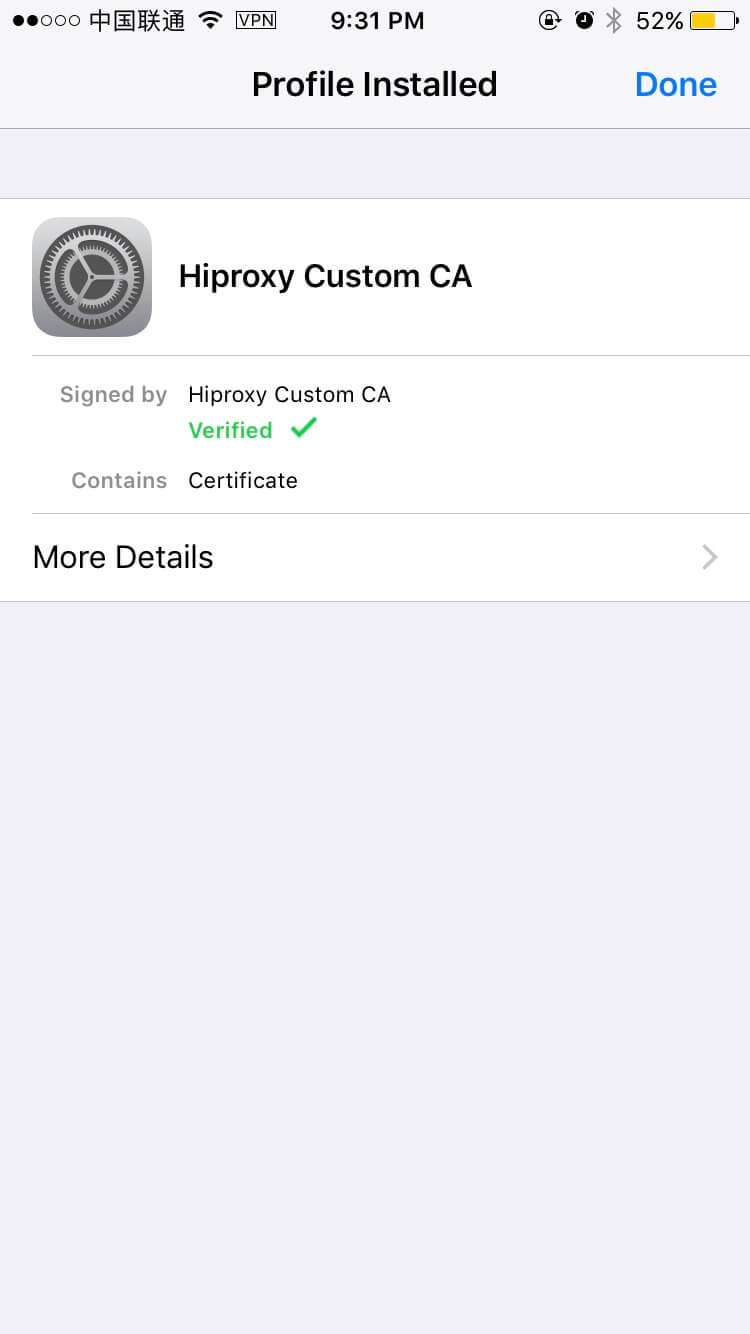 中国联通 VPN 9:31 PM 52%
Profile Installed Done
Hiproxy Custom CA
Signed by Hiproxy Custom CA
Verified
Contains Certificate
More Details